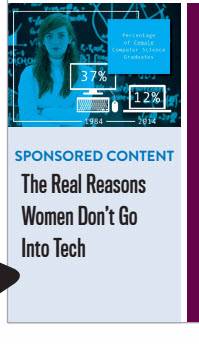 Percentage
of Female
Computer Science
Graduates
37%
12%
1984 2014
SPONSORED CONTENT
The Real Reasons
Women Don't Go
Into Tech